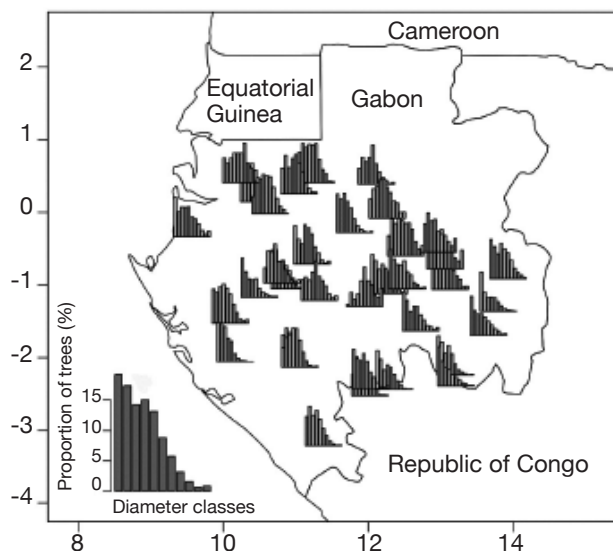 Cameroon
Equatorial
Guinea
Gabon
Republic of Congo
2
1
0
-1
-2
-3
-4
8
10
12
14
Proportion of trees (%)
15
10
5
0
Diameter classes